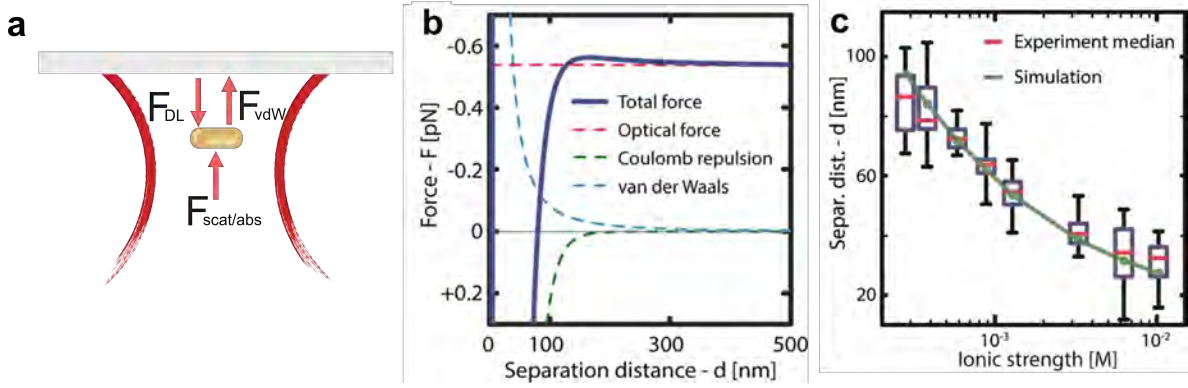 a
F_DL
F_vdW
F_scat/abs
b
Force - F [pN]
-0.6
-0.4
-0.2
0
+0.2
Total force
Optical force
Coulomb repulsion
van der Waals
0
100
300
500
Separation distance - d [nm]
c
Separ. dist. - d [nm]
100
60
20
Experiment median
Simulation
10⁻³
10⁻²
Ionic strength [M]